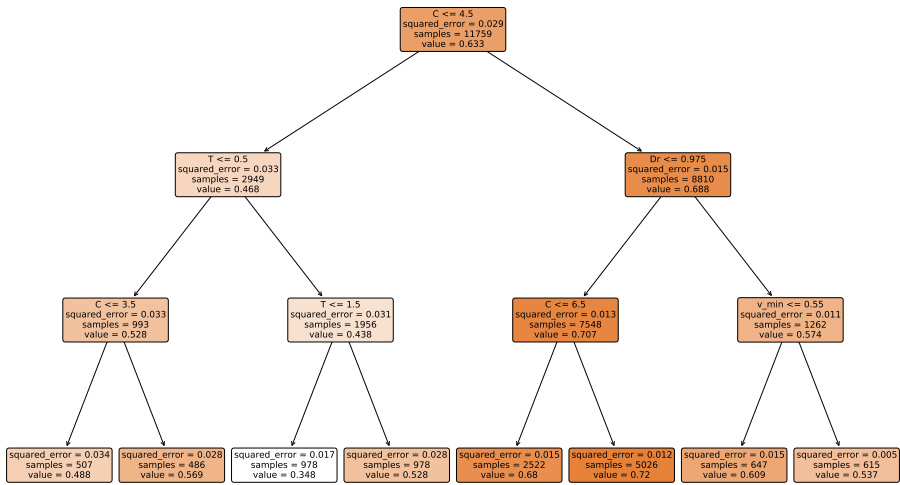 C <= 4.5
squared_error = 0.029
samples = 11759
value = 0.633
T <= 0.5
squared_error = 0.033
samples = 2949
value = 0.468
Dr <= 0.975
squared_error = 0.015
samples = 8810
value = 0.688
C <= 3.5
squared_error = 0.033
samples = 993
value = 0.528
T <= 1.5
squared_error = 0.031
samples = 1956
value = 0.438
C <= 6.5
squared_error = 0.013
samples = 7548
value = 0.707
v_min <= 0.55
squared_error = 0.011
samples = 1262
value = 0.574
squared_error = 0.034
samples = 507
value = 0.488
squared_error = 0.028
samples = 486
value = 0.569
squared_error = 0.017
samples = 978
value = 0.348
squared_error = 0.028
samples = 978
value = 0.528
squared_error = 0.015
samples = 2522
value = 0.68
squared_error = 0.012
samples = 5026
value = 0.72
squared_error = 0.015
samples = 647
value = 0.609
squared_error = 0.005
samples = 615
value = 0.537